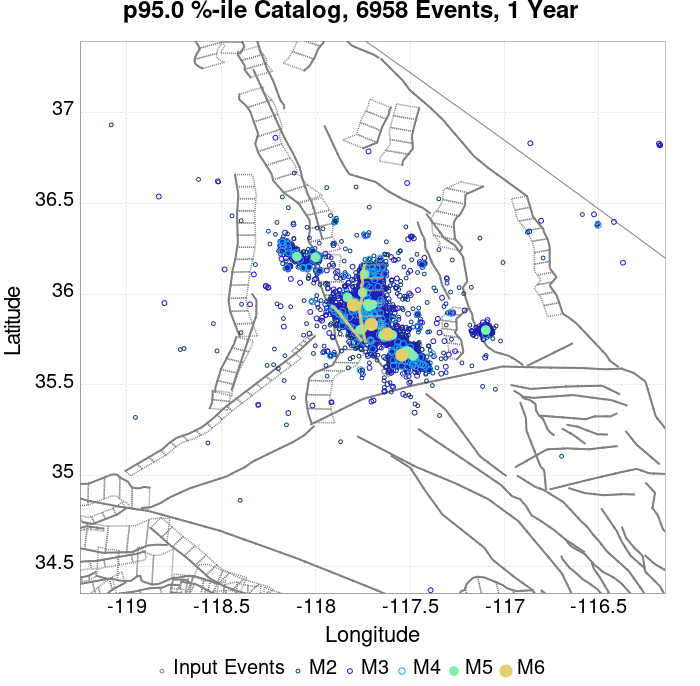 p95.0 %-ile Catalog, 6958 Events, 1 Year
37
36.5
36
35.5
35
34.5
Latitude
-119 -118.5 -118 -117.5 -117 -116.5
Longitude
Input Events M2 M3 M4 M5 M6